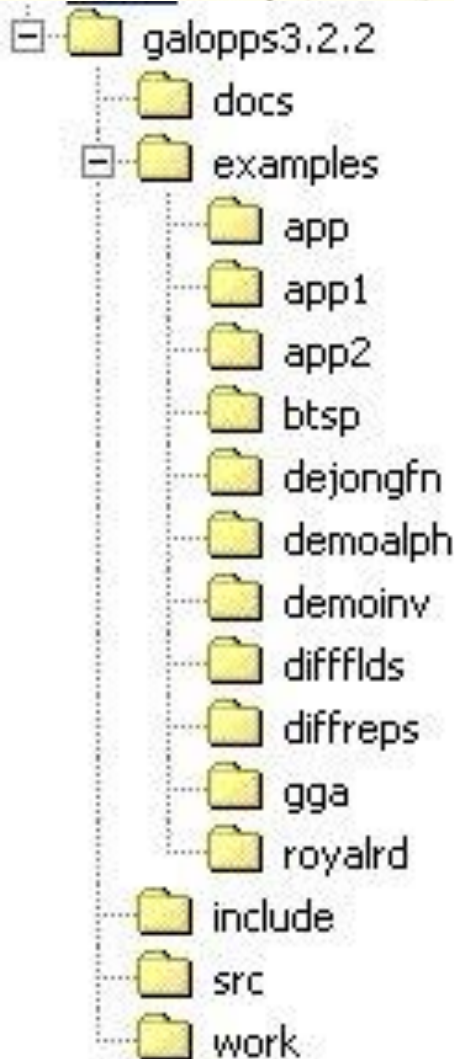 galopps3.2.2
docs
examples
app
app1
app2
btsp
dejongfn
demoalph
demoinv
diffflds
diffreps
gga
royalrd
include
src
work